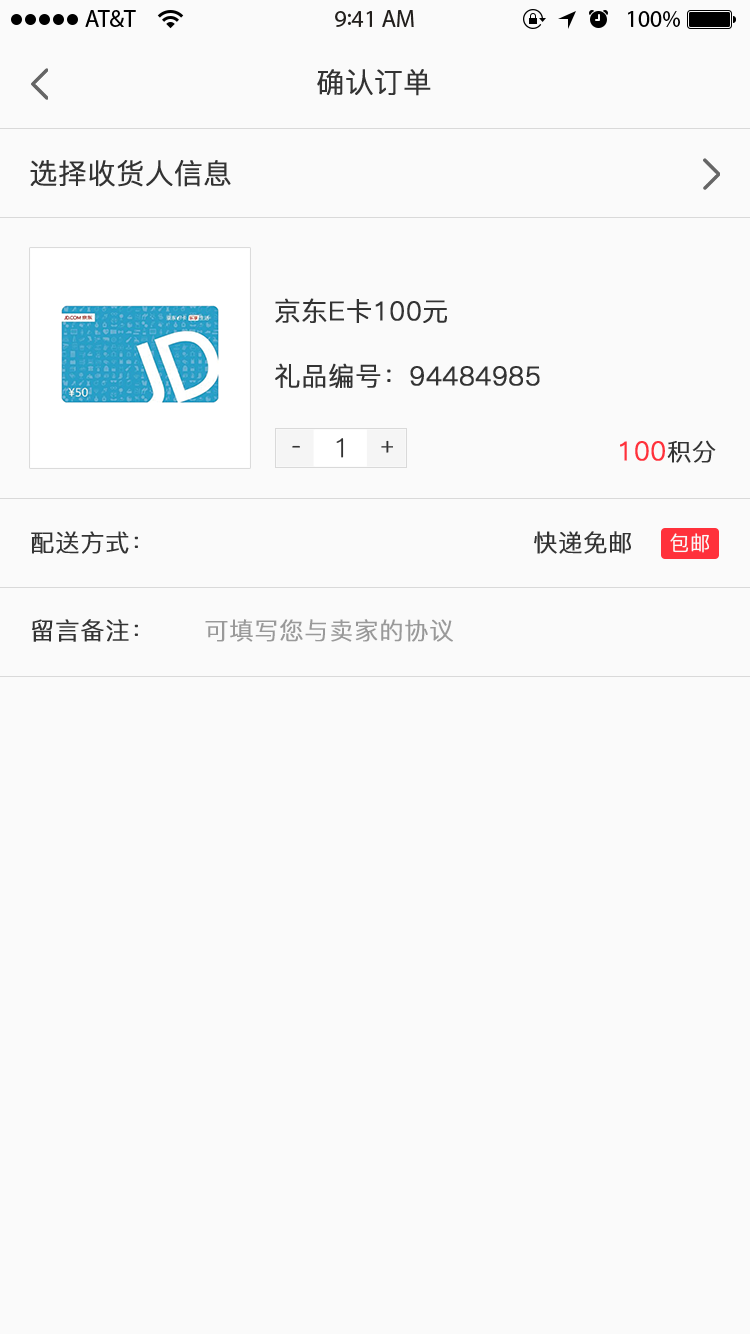 AT&T 9:41 AM 100%
确认订单
选择收货人信息
JD.COM 京东
¥50
京东E卡100元
礼品编号：94484985
- 1 +
100积分
配送方式： 快递免邮 包邮
留言备注： 可填写您与卖家的协议